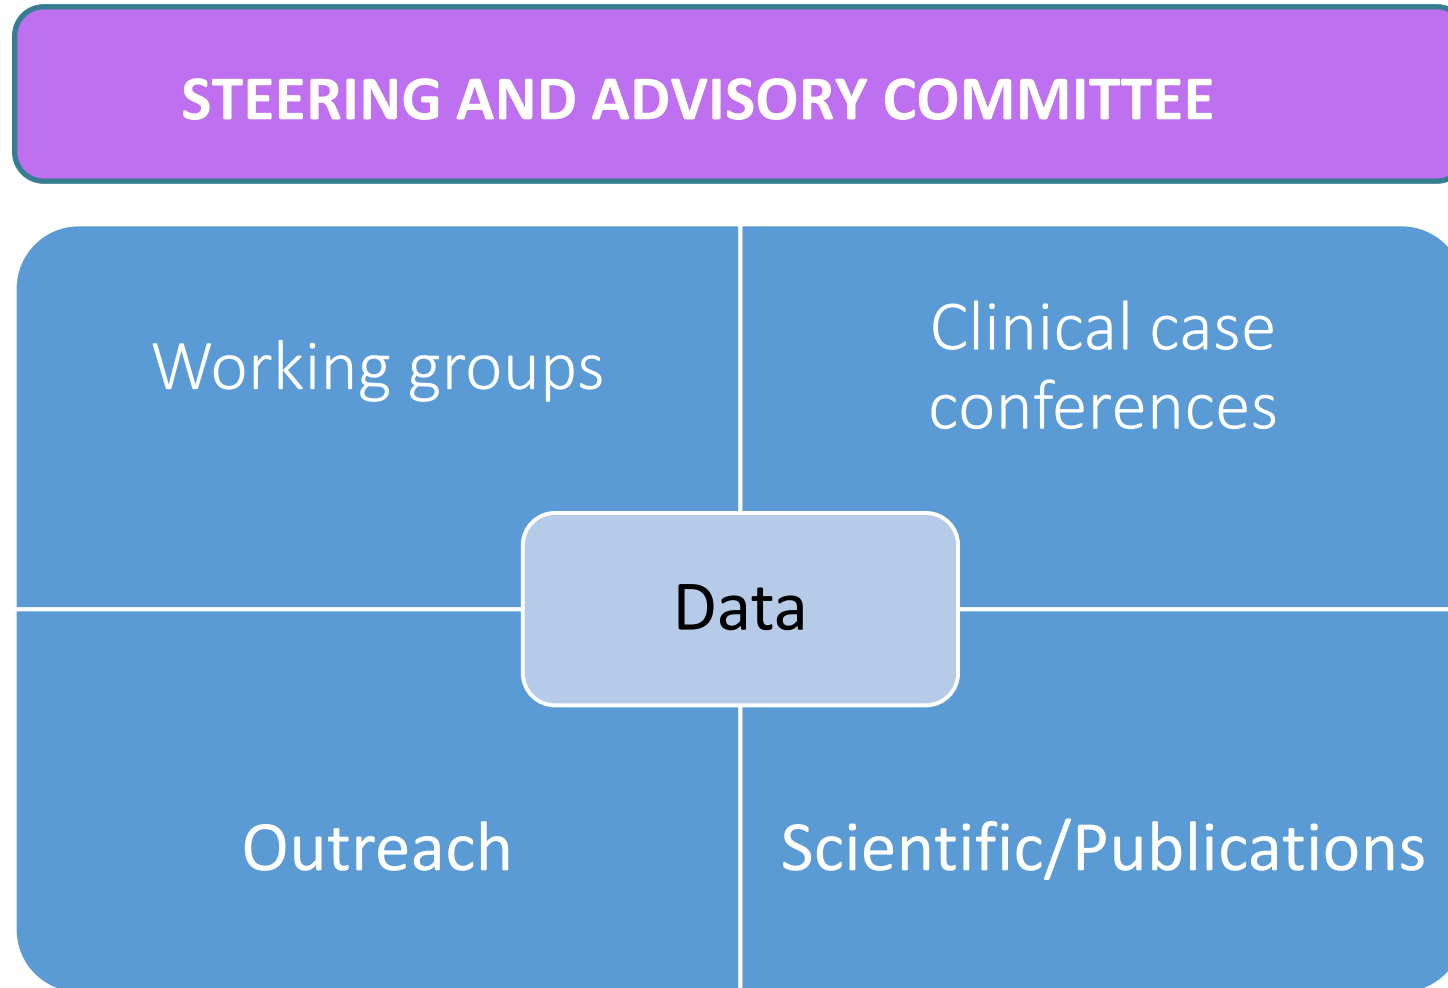 STEERING AND ADVISORY COMMITTEE
Working groups
Clinical case
conferences
Data
Outreach
Scientific/Publications